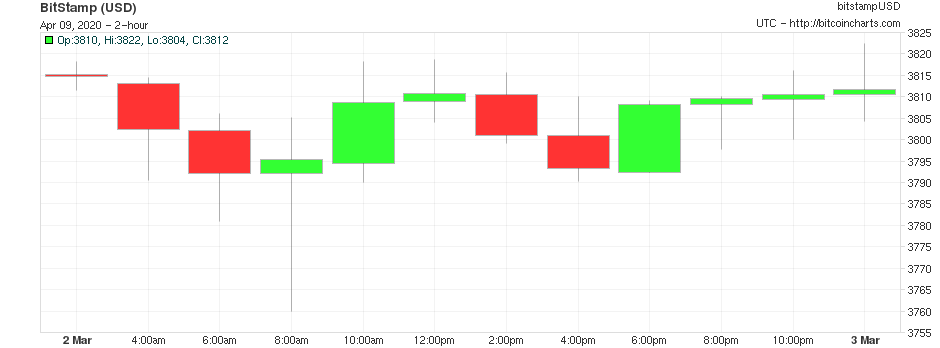 BitStamp (USD)
bitstampUSD
Apr 09, 2020 - 2-hour
UTC - http://bitcoincharts.com
Op:3810, Hi:3822, Lo:3804, Cl:3812
3825
3820
3815
3810
3805
3800
3795
3790
3785
3780
3775
3770
3765
3760
3755
2 Mar 4:00am 6:00am 8:00am 10:00am 12:00pm 2:00pm 4:00pm 6:00pm 8:00pm 10:00pm 3 Mar